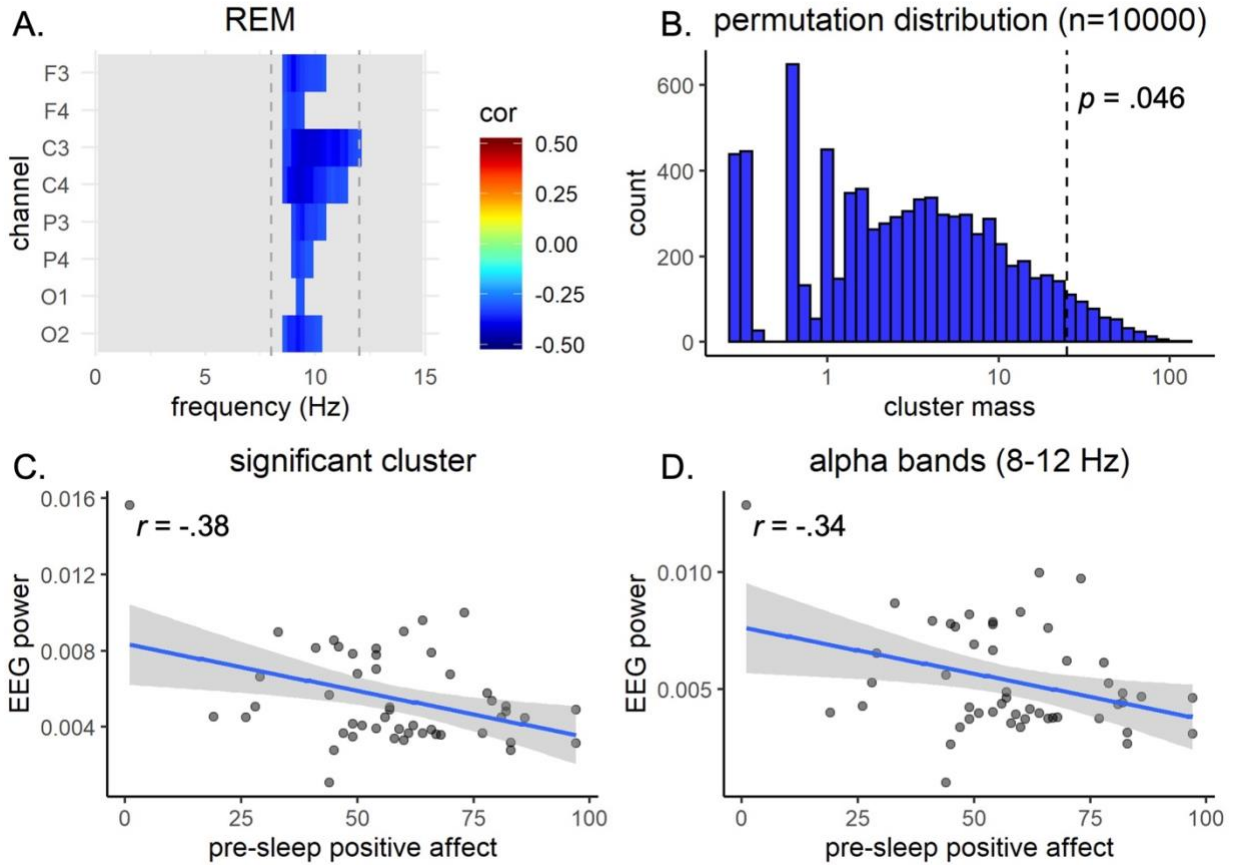 A. REM
channel
F3
F4
C3
C4
P3
P4
O1
O2
0 5 10 15
frequency (Hz)
cor
0.50
0.25
0.00
-0.25
-0.50
B. permutation distribution (n=10000)
p = .046
count
600
400
200
0
1 10 100
cluster mass
C. significant cluster
r = -.38
EEG power
0.016
0.012
0.008
0.004
0 25 50 75 100
pre-sleep positive affect
D. alpha bands (8-12 Hz)
r = -.34
EEG power
0.010
0.005
0 25 50 75 100
pre-sleep positive affect